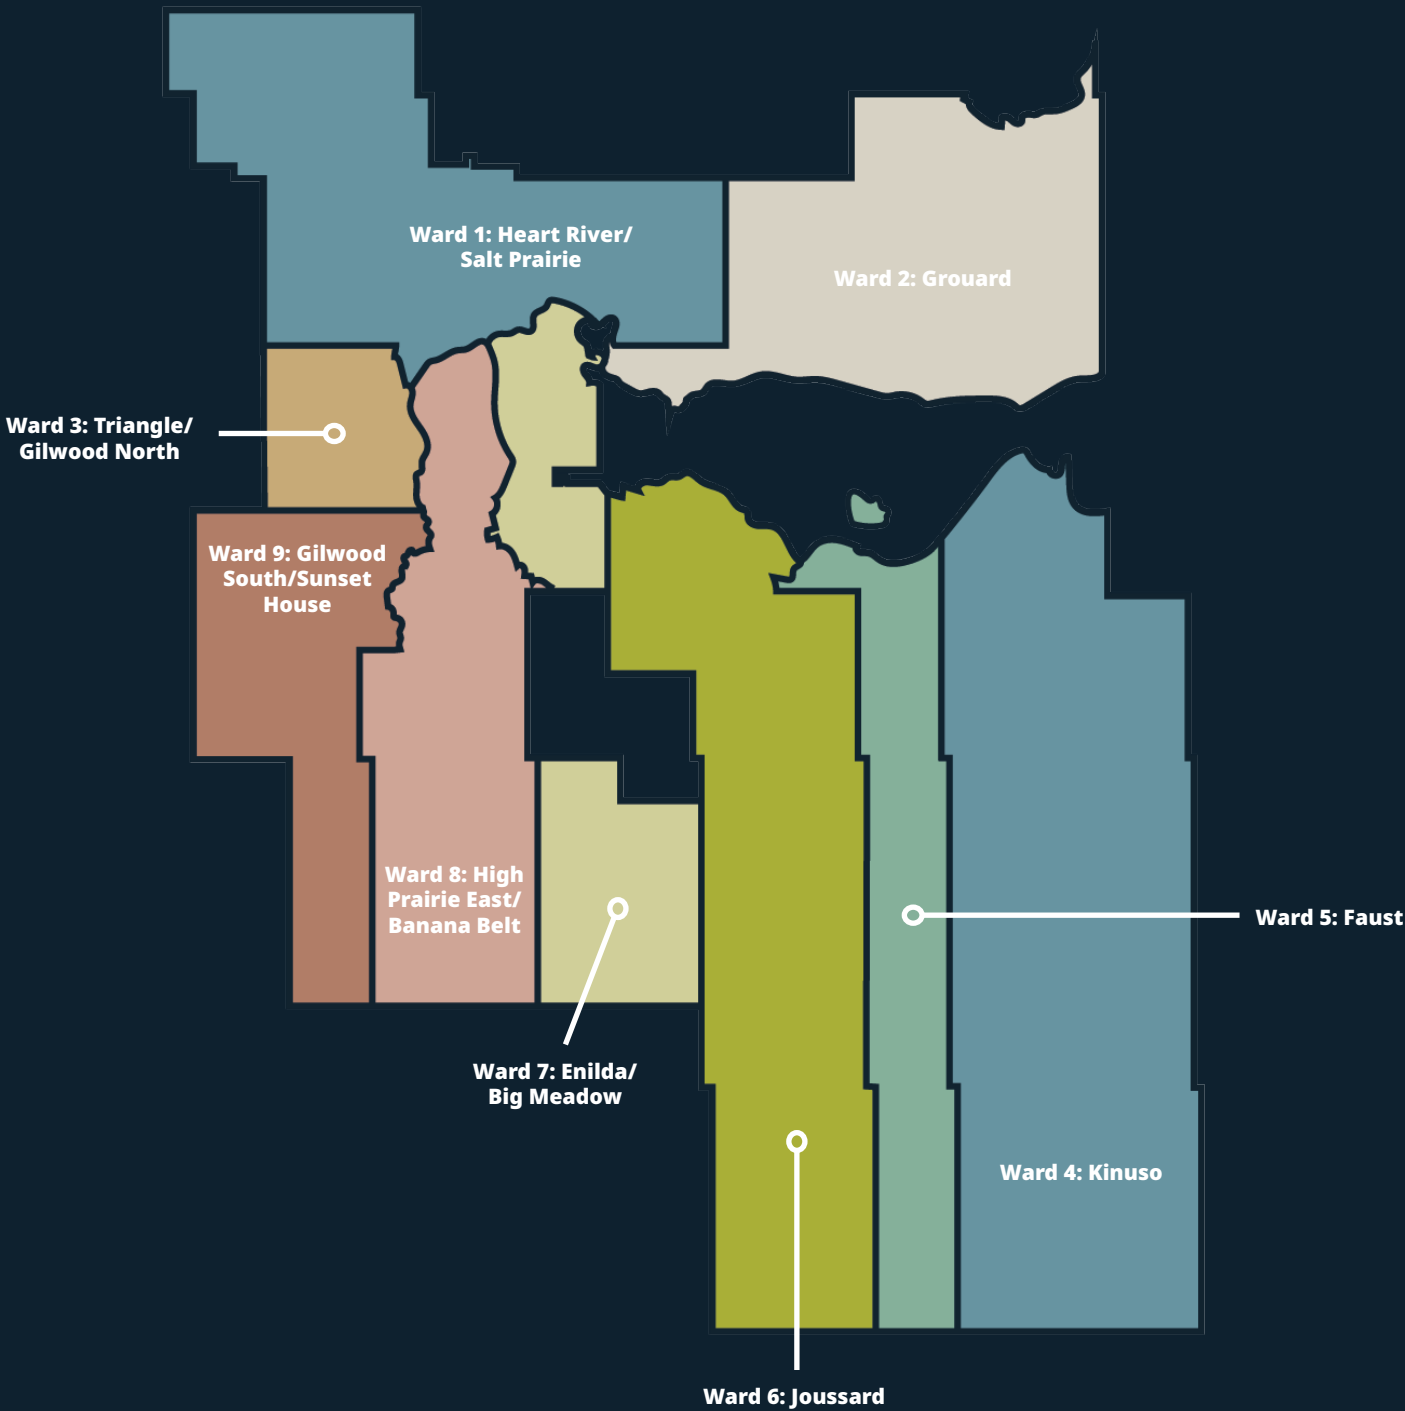 Ward 1: Heart River/
Salt Prairie
Ward 2: Grouard
Ward 3: Triangle/
Gilwood North
Ward 9: Gilwood
South/Sunset
House
Ward 8: High
Prairie East/
Banana Belt
Ward 5: Faust
Ward 7: Enilda/
Big Meadow
Ward 4: Kinuso
Ward 6: Joussard